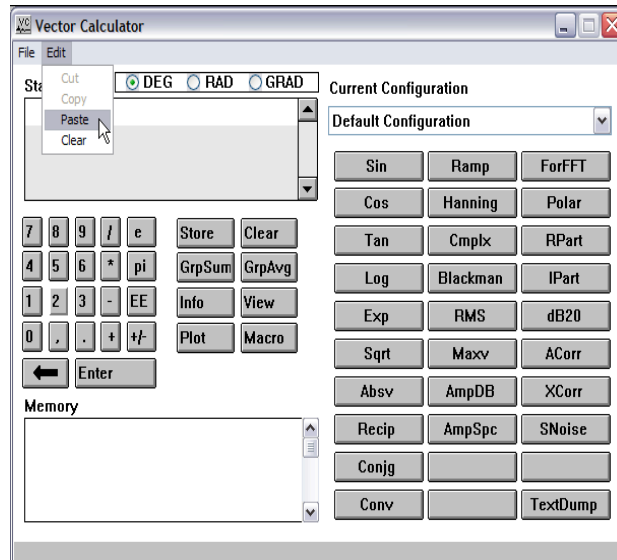 VC Vector Calculator
File Edit
Sta DEG RAD GRAD
Cut
Copy
Paste
Clear
Current Configuration
Default Configuration
7 8 9 / e
4 5 6 * pi
1 2 3 - EE
0 , . + +/-
Enter
Store Clear
GrpSum GrpAvg
Info View
Plot Macro
Memory
Sin Ramp ForFFT
Cos Hanning Polar
Tan Cmplx RPart
Log Blackman IPart
Exp RMS dB20
Sqrt Maxv ACorr
Absv AmpDB XCorr
Recip AmpSpc SNoise
Conjg
Conv TextDump